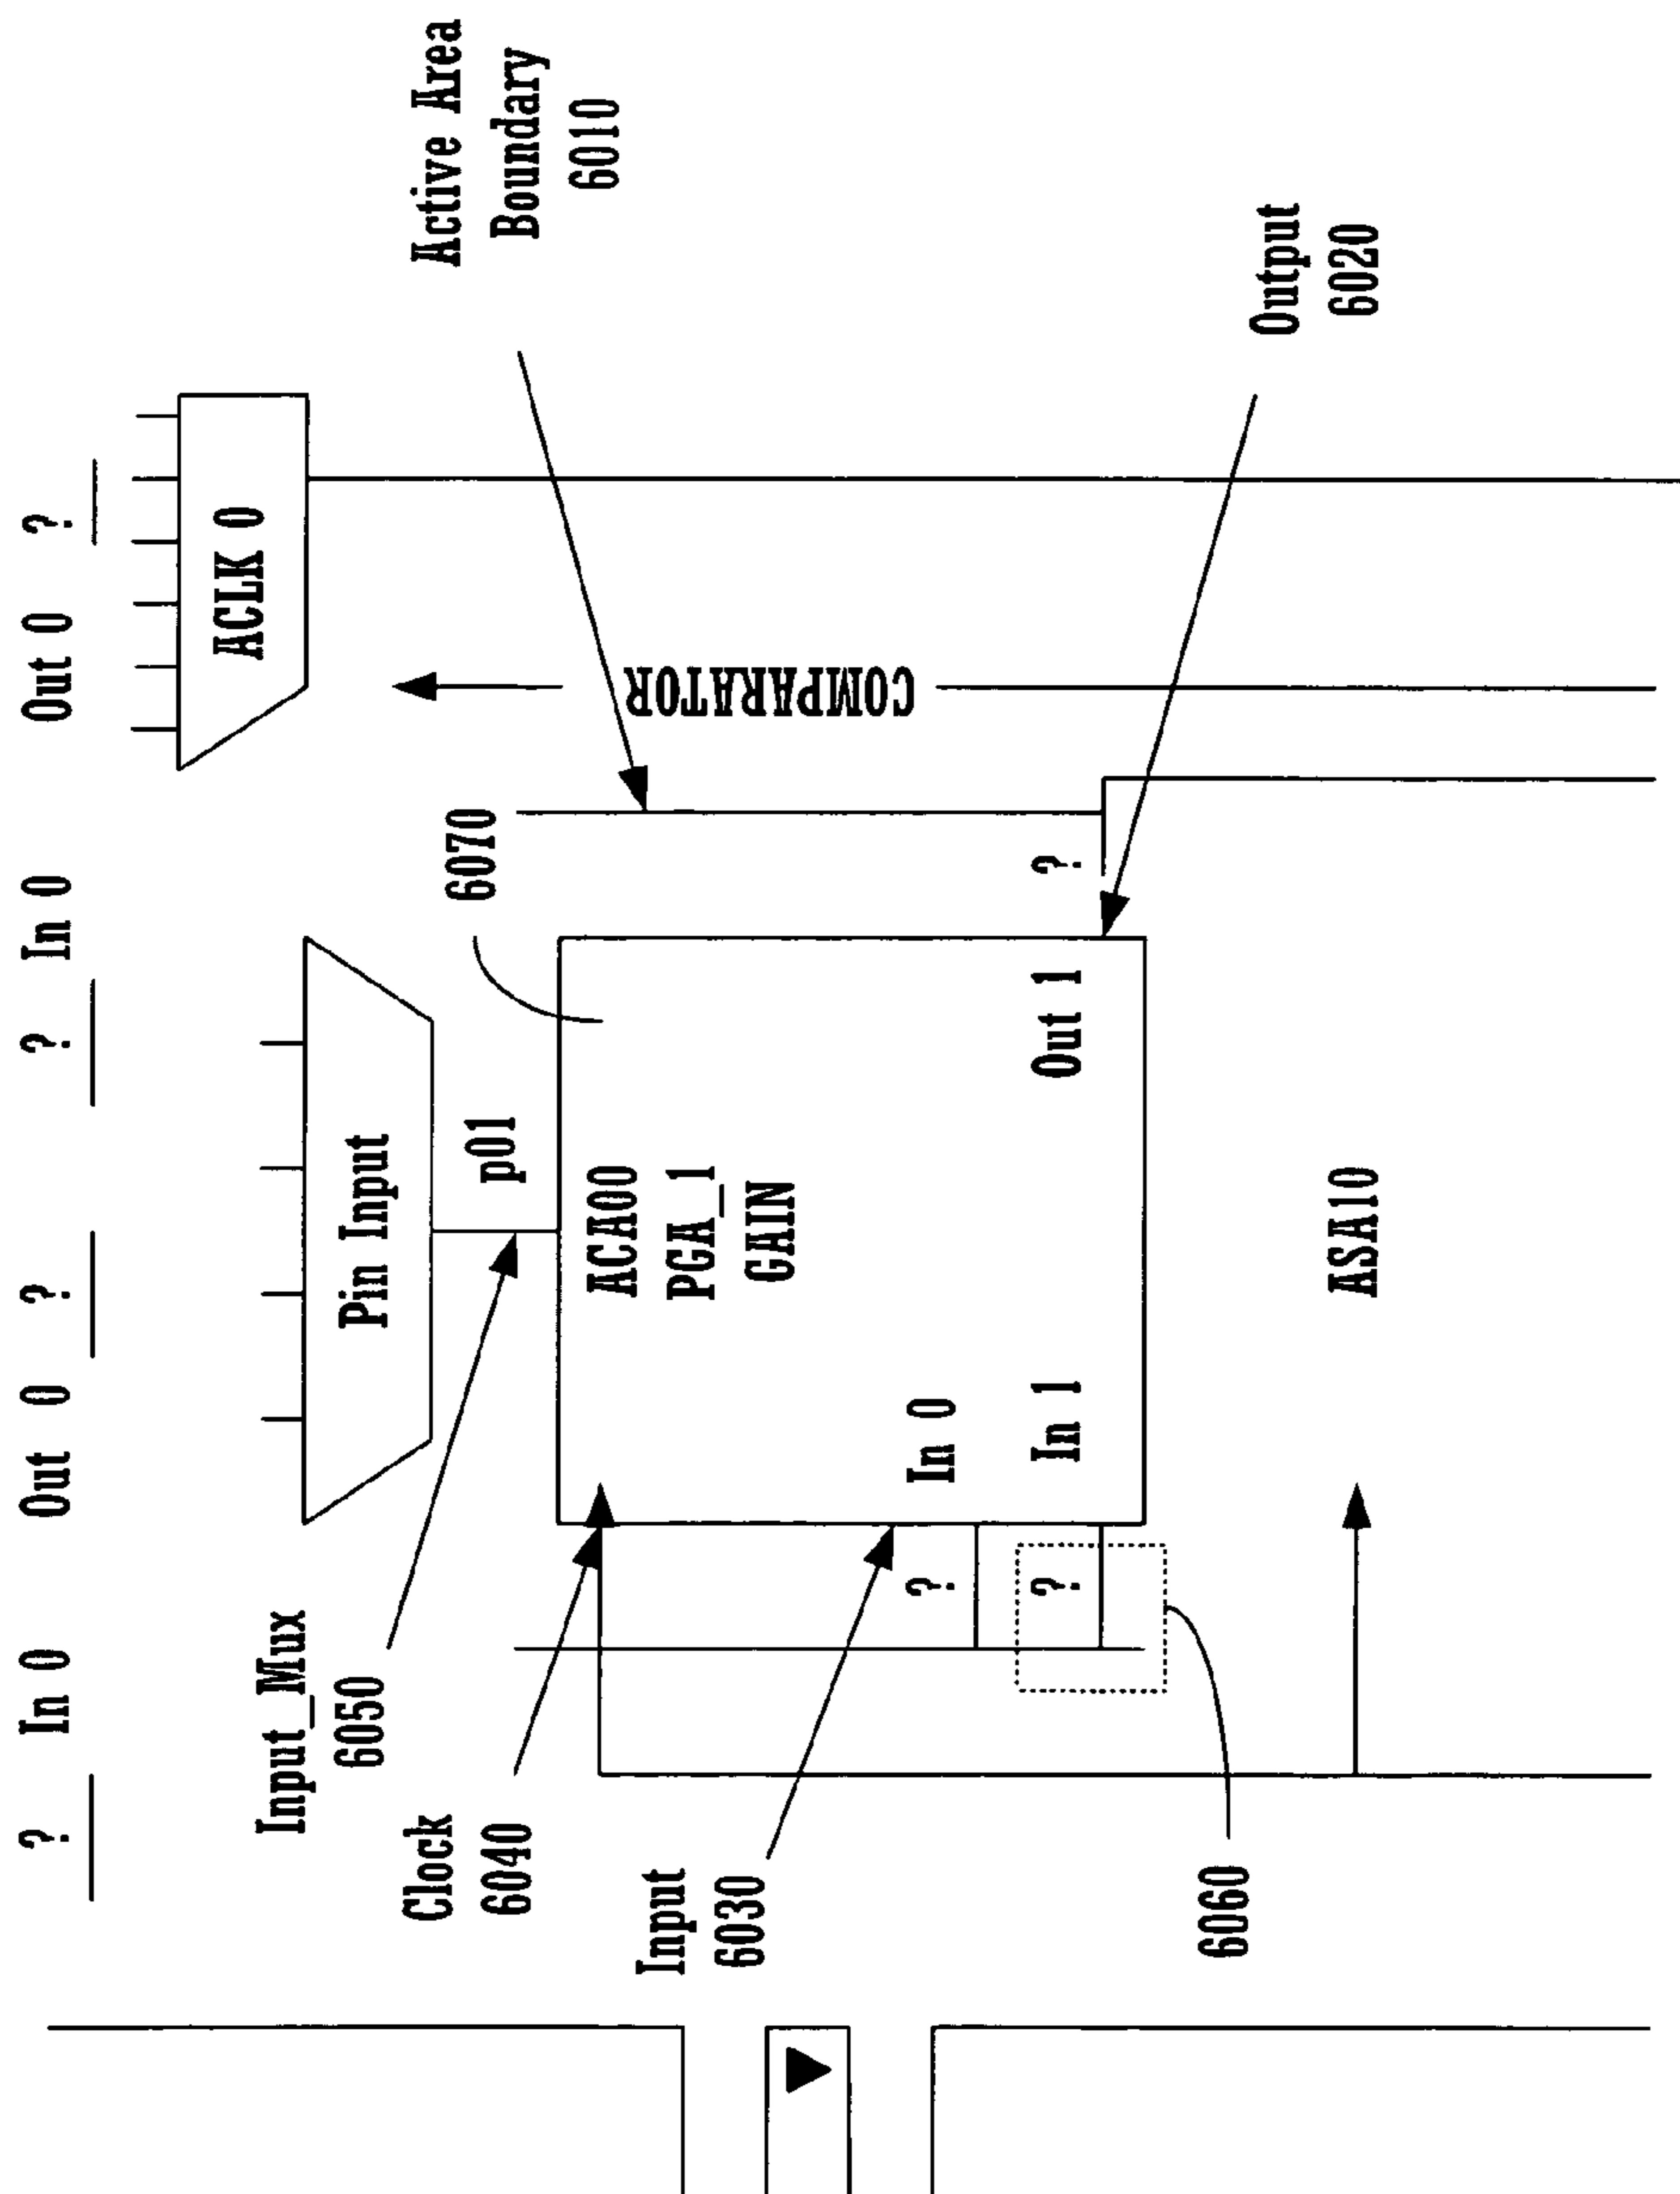 ? In 0 Out 0 ? ? In 0 Out 0 ?
ACLK 0
Input_Mux
6050
Pin Input
Clock
6040
p01
6070
Active Area
Boundary
6010
ACA00
PGA_1
GAIN
COMPARATOR
Input
6030
? In 0
? In 1 Out 1 ?
6060
Output
6020
ASA10